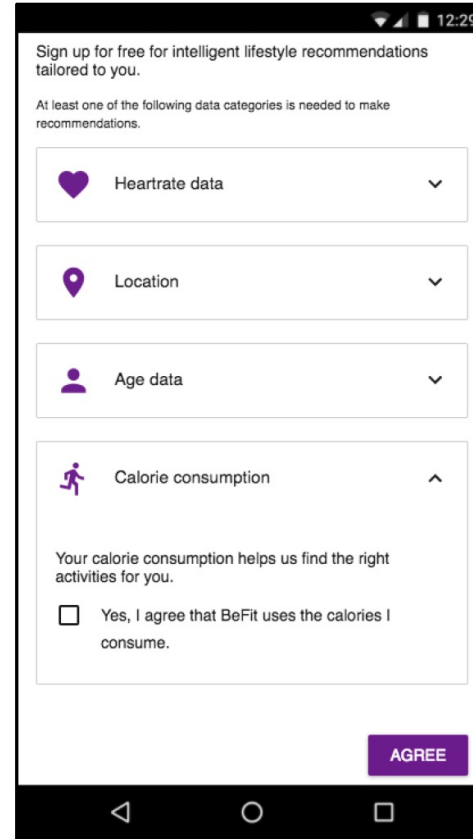 12:29
Sign up for free for intelligent lifestyle recommendations
tailored to you.
At least one of the following data categories is needed to make
recommendations.
Heartrate data
Location
Age data
Calorie consumption
Your calorie consumption helps us find the right
activities for you.
Yes, I agree that BeFit uses the calories I
consume.
AGREE